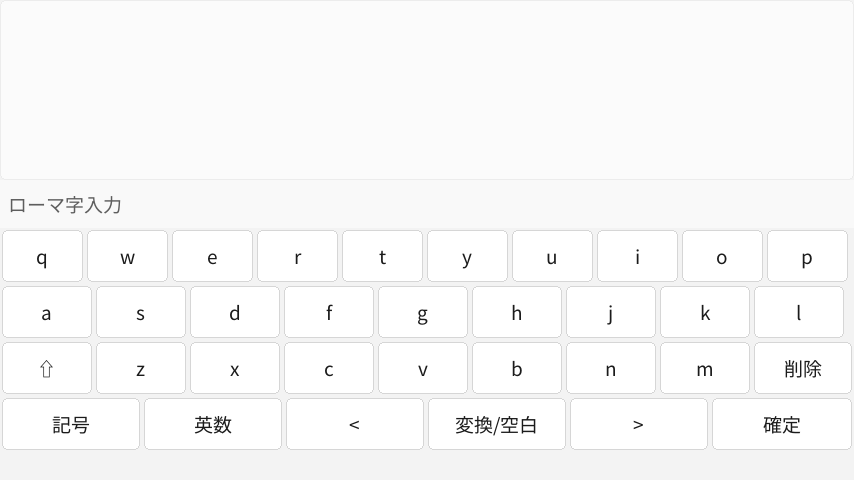 ローマ字入力
q w e r t y u i o p
a s d f g h j k l
⇧ z x c v b n m 削除
記号 英数 < 変換/空白 > 確定